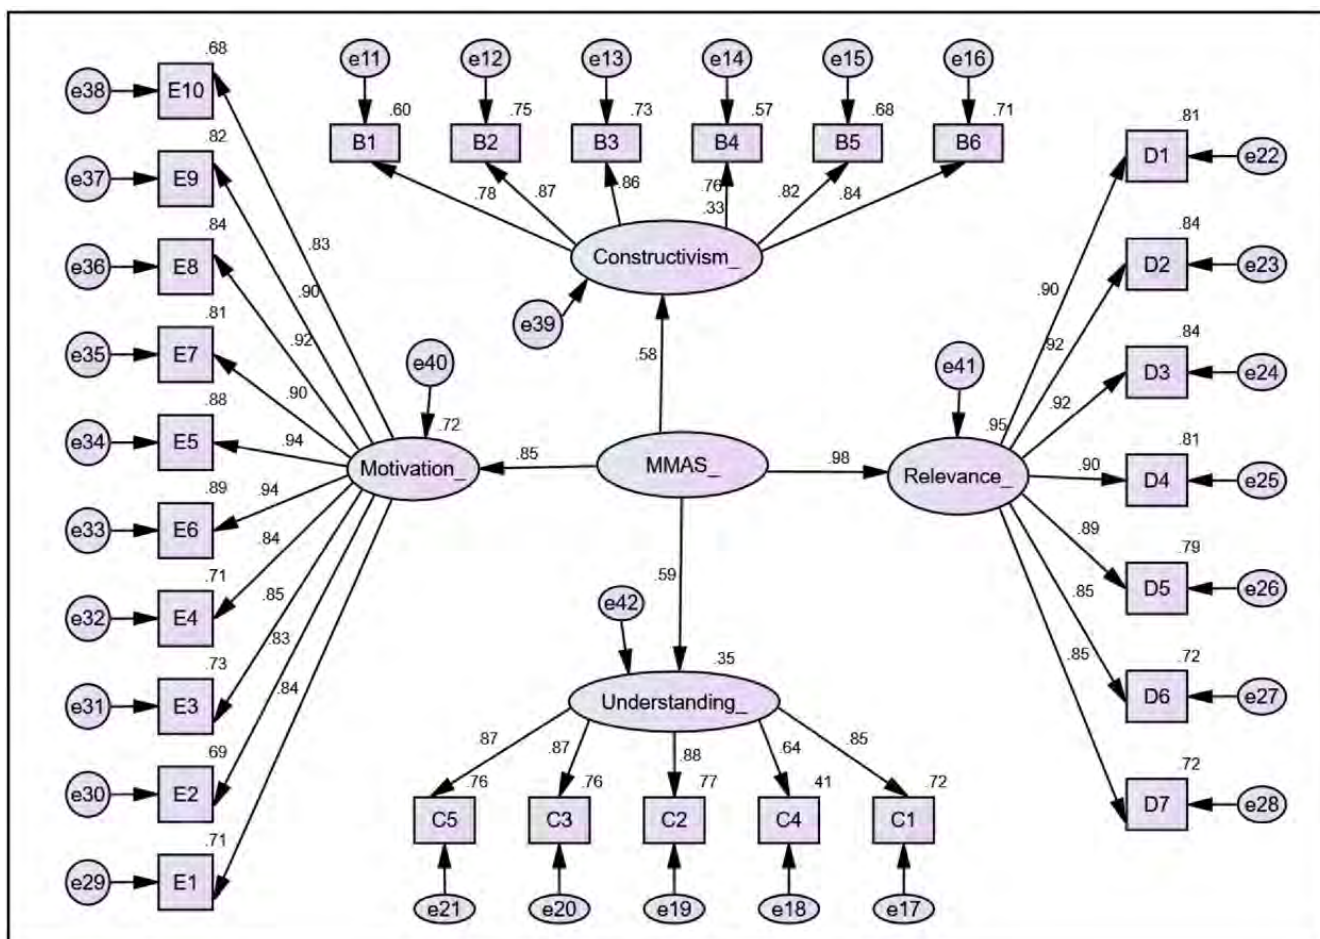 .68
e38
E10
.82
e37
E9
.84
e36
E8
.81
e35
E7
.88
e34
E5
.89
e33
E6
.71
e32
E4
.73
e31
E3
.69
e30
E2
.71
e29
E1
.83
.90
.92
.90
.94
.94
.84
.85
.83
.84
e40
.72
Motivation_
e11
e12
e13
e14
e15
e16
.60
.75
.73
.57
.68
.71
B1
B2
B3
B4
B5
B6
.78
.87
.86
.76
.82
.84
.33
Constructivism_
e39
.58
.85
MMAS_
.98
.59
e42
.35
Understanding_
.87
.87
.88
.64
.85
.76
.76
.77
.41
.72
C5
C3
C2
C4
C1
e21
e20
e19
e18
e17
e41
.95
Relevance_
.90
.92
.92
.90
.89
.85
.85
.81
D1
e22
.84
D2
e23
.84
D3
e24
.81
D4
e25
.79
D5
e26
.72
D6
e27
.72
D7
e28